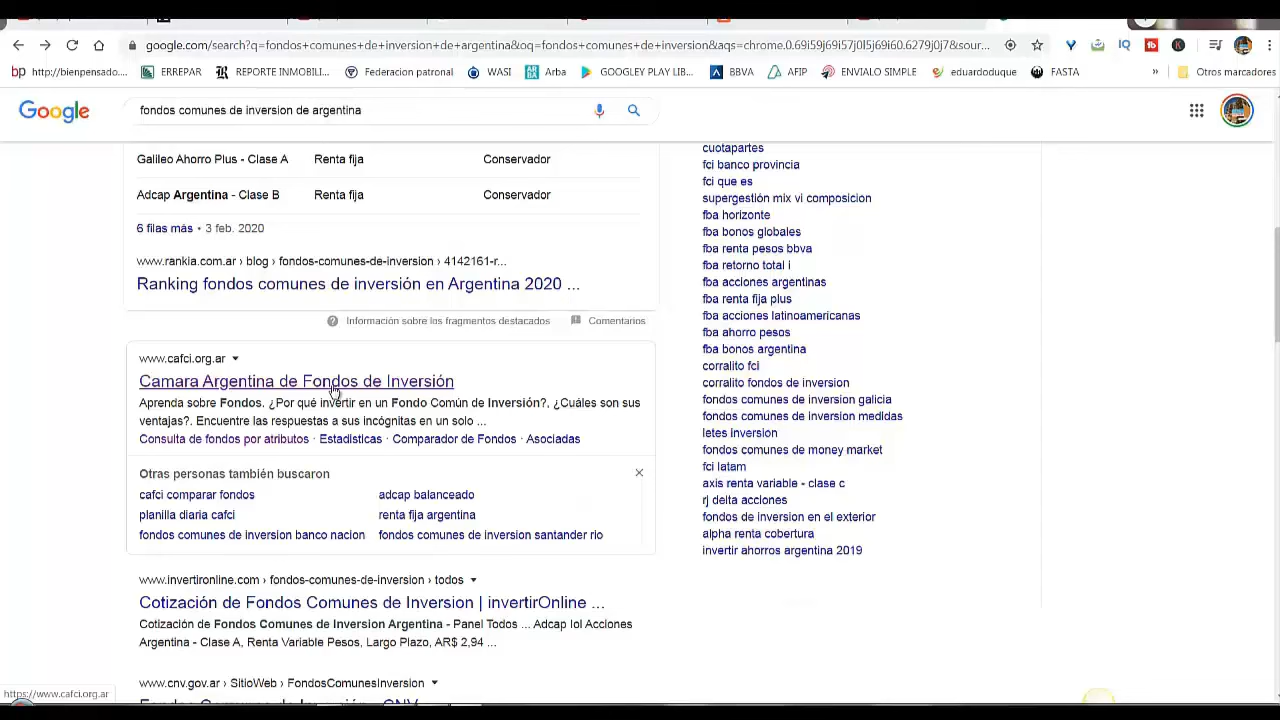 google.com/search?q=fondos+comunes+de+inversion+de+argentina&oq=fondos+comunes+de+inversion&aqs=chrome.0.69i59j69i57j0l5j69i60.6279j0j7&sour...
http://bienpensado....
ERREPAR
REPORTE INMOBILI...
Federacion patronal
WASI
Arba
GOOGLEY PLAY LIB...
BBVA
AFIP
ENVIALO SIMPLE
eduardoduque
FASTA
»
Otros marcadores
Google
fondos comunes de inversion de argentina
Galileo Ahorro Plus - Clase A Renta fija Conservador
Adcap Argentina - Clase B Renta fija Conservador
6 filas más • 3 feb. 2020
www.rankia.com.ar › blog › fondos-comunes-de-inversion › 4142161-r...
Ranking fondos comunes de inversión en Argentina 2020 ...
Información sobre los fragmentos destacados
Comentarios
www.cafci.org.ar
Camara Argentina de Fondos de Inversión
Aprenda sobre Fondos. ¿Por qué invertir en un Fondo Común de Inversión?, ¿Cuáles son sus
ventajas?. Encuentre las respuestas a sus incógnitas en un solo ...
Consulta de fondos por atributos · Estadísticas · Comparador de Fondos · Asociadas
Otras personas también buscaron
cafci comparar fondos
adcap balanceado
planilla diaria cafci
renta fija argentina
fondos comunes de inversion banco nacion
fondos comunes de inversion santander rio
www.invertironline.com › fondos-comunes-de-inversion › todos
Cotización de Fondos Comunes de Inversion | invertirOnline ...
Cotización de Fondos Comunes de Inversion Argentina - Panel Todos ... Adcap Iol Acciones
Argentina - Clase A, Renta Variable Pesos, Largo Plazo, AR$ 2,94 ...
www.cnv.gov.ar › SitioWeb › FondosComunesInversion
cuotapartes
fci banco provincia
fci que es
supergestión mix vi composicion
fba horizonte
fba bonos globales
fba renta pesos bbva
fba retorno total i
fba acciones argentinas
fba renta fija plus
fba acciones latinoamericanas
fba ahorro pesos
fba bonos argentina
corralito fci
corralito fondos de inversion
fondos comunes de inversion galicia
fondos comunes de inversion medidas
letes inversion
fondos comunes de money market
fci latam
axis renta variable - clase c
rj delta acciones
fondos de inversion en el exterior
alpha renta cobertura
invertir ahorros argentina 2019
https://www.cafci.org.ar